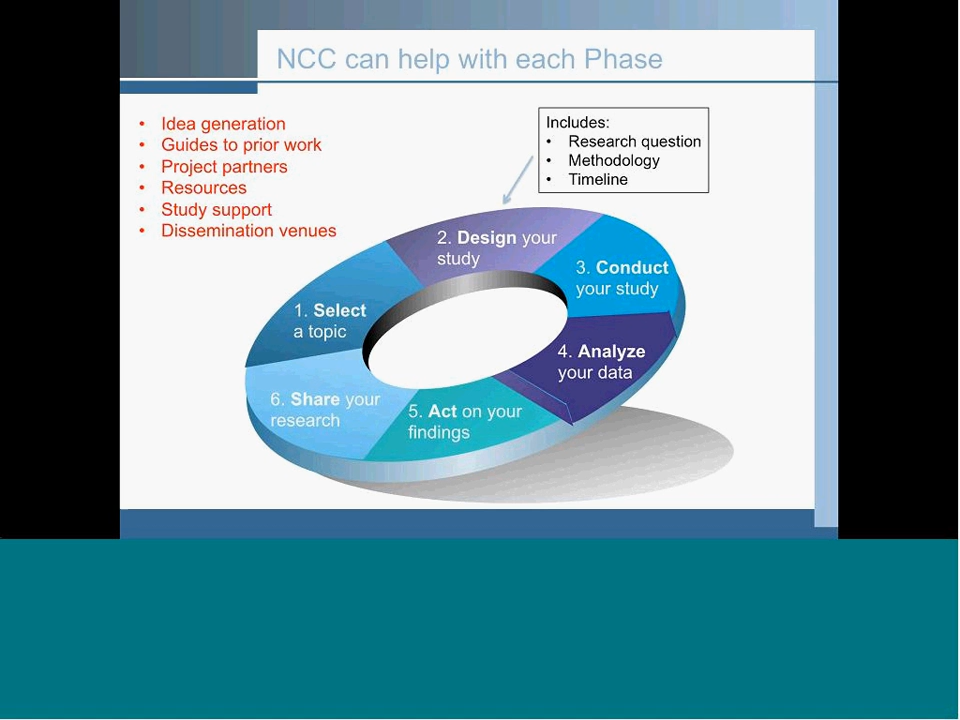 NCC can help with each Phase
• Idea generation
• Guides to prior work
• Project partners
• Resources
• Study support
• Dissemination venues
Includes:
• Research question
• Methodology
• Timeline
1. Select
a topic
2. Design your
study
3. Conduct
your study
4. Analyze
your data
5. Act on your
findings
6. Share your
research